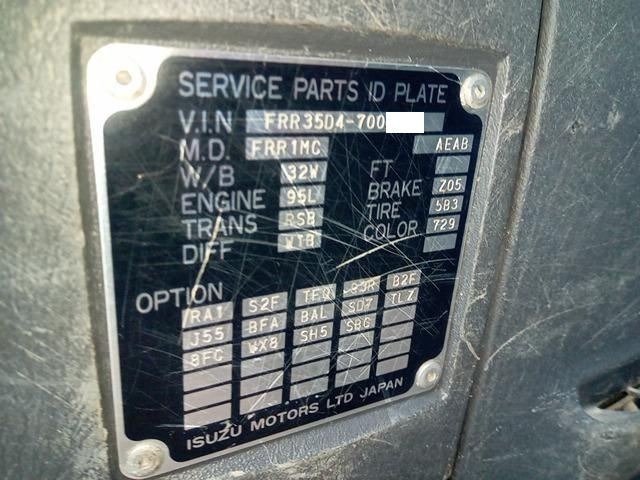 SERVICE PARTS ID PLATE
V.I.N FRR35D4-700
M.D. FRR1MC AEAB
W/B 32W FT
ENGINE 95L BRAKE Z05
TRANS RSB TIRE 5B3
DIFF WTB COLOR 729
OPTION
RA1 S2F TFQ B2F
J55 BFA BAL SD7 TLZ
8FC WX8 SH5 SBG
ISUZU MOTORS LTD JAPAN